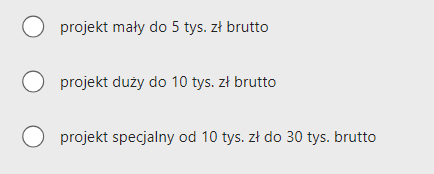 projekt mały do 5 tys. zł brutto
projekt duży do 10 tys. zł brutto
projekt specjalny od 10 tys. zł do 30 tys. brutto